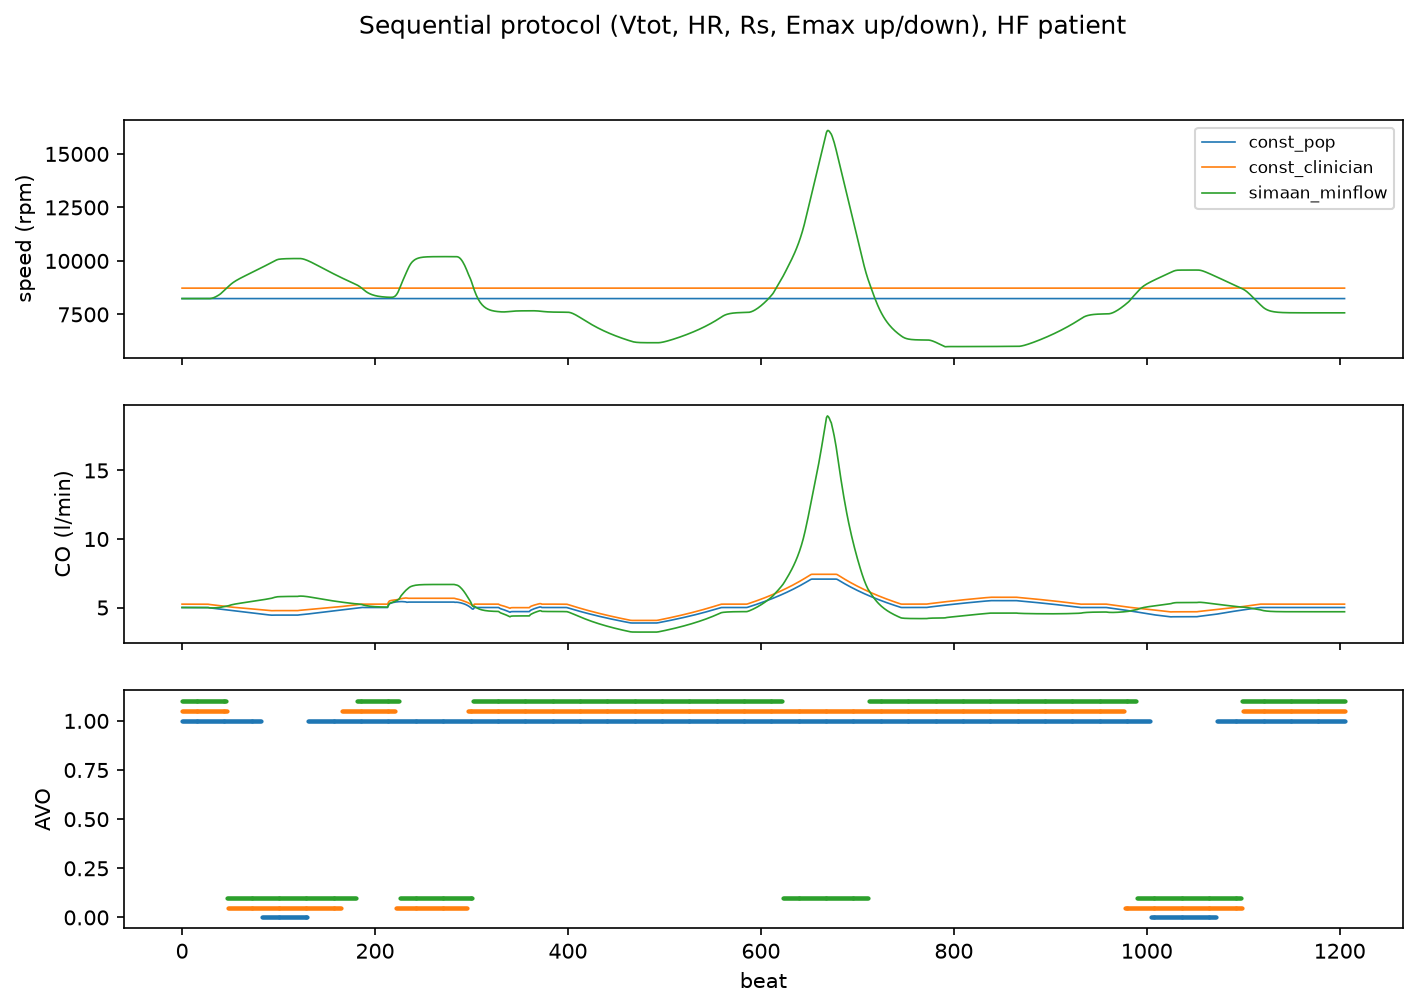 Sequential protocol (Vtot, HR, Rs, Emax up/down), HF patient
speed (rpm)
15000
12500
10000
7500
const_pop
const_clinician
simaan_minflow
CO (l/min)
15
10
5
AVO
1.00
0.75
0.50
0.25
0.00
0 200 400 600 800 1000 1200
beat